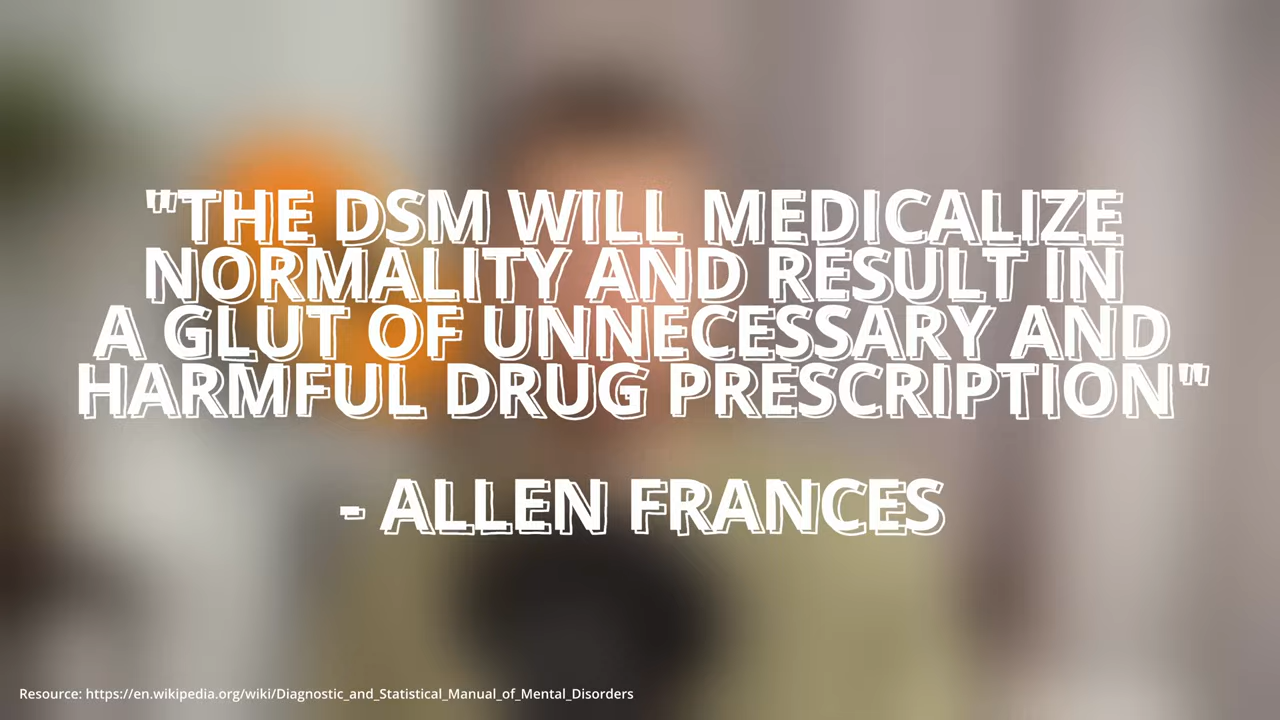 "THE DSM WILL MEDICALIZE
NORMALITY AND RESULT IN
A GLUT OF UNNECESSARY AND
HARMFUL DRUG PRESCRIPTION"
- ALLEN FRANCES
Resource: https://en.wikipedia.org/wiki/Diagnostic_and_Statistical_Manual_of_Mental_Disorders